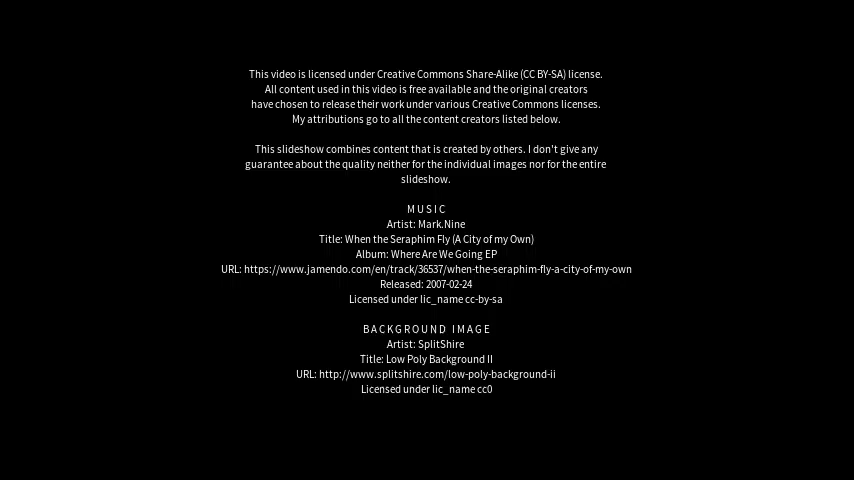 This video is licensed under Creative Commons Share-Alike (CC BY-SA) license.
All content used in this video is free available and the original creators
have chosen to release their work under various Creative Commons licenses.
My attributions go to all the content creators listed below.
This slideshow combines content that is created by others. I don't give any
guarantee about the quality neither for the individual images nor for the entire
slideshow.
MUSIC
Artist: Mark.Nine
Title: When the Seraphim Fly (A City of my Own)
Album: Where Are We Going EP
URL: https://www.jamendo.com/en/track/36537/when-the-seraphim-fly-a-city-of-my-own
Released: 2007-02-24
Licensed under lic_name cc-by-sa
BACKGROUND IMAGE
Artist: SplitShire
Title: Low Poly Background II
URL: http://www.splitshire.com/low-poly-background-ii
Licensed under lic_name cc0